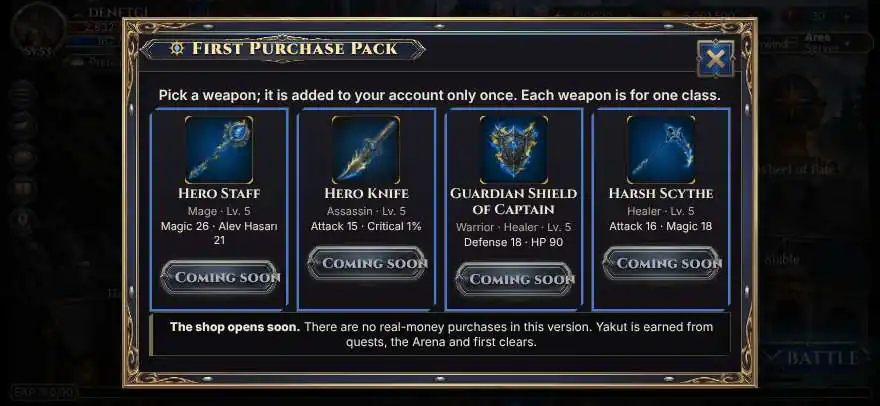 DENETCI
30
Ares
FIRST PURCHASE PACK
Pick a weapon; it is added to your account only once. Each weapon is for one class.
HERO STAFF
Mage · Lv. 5
Magic 26 · Alev Hasarı
21
COMING SOON
HERO KNIFE
Assassin · Lv. 5
Attack 15 · Critical 1%
COMING SOON
GUARDIAN SHIELD
OF CAPTAIN
Warrior · Healer · Lv. 5
Defense 18 · HP 90
COMING SOON
HARSH SCYTHE
Healer · Lv. 5
Attack 16 · Magic 18
COMING SOON
The shop opens soon. There are no real-money purchases in this version. Yakut is earned from
quests, the Arena and first clears.
BATTLE